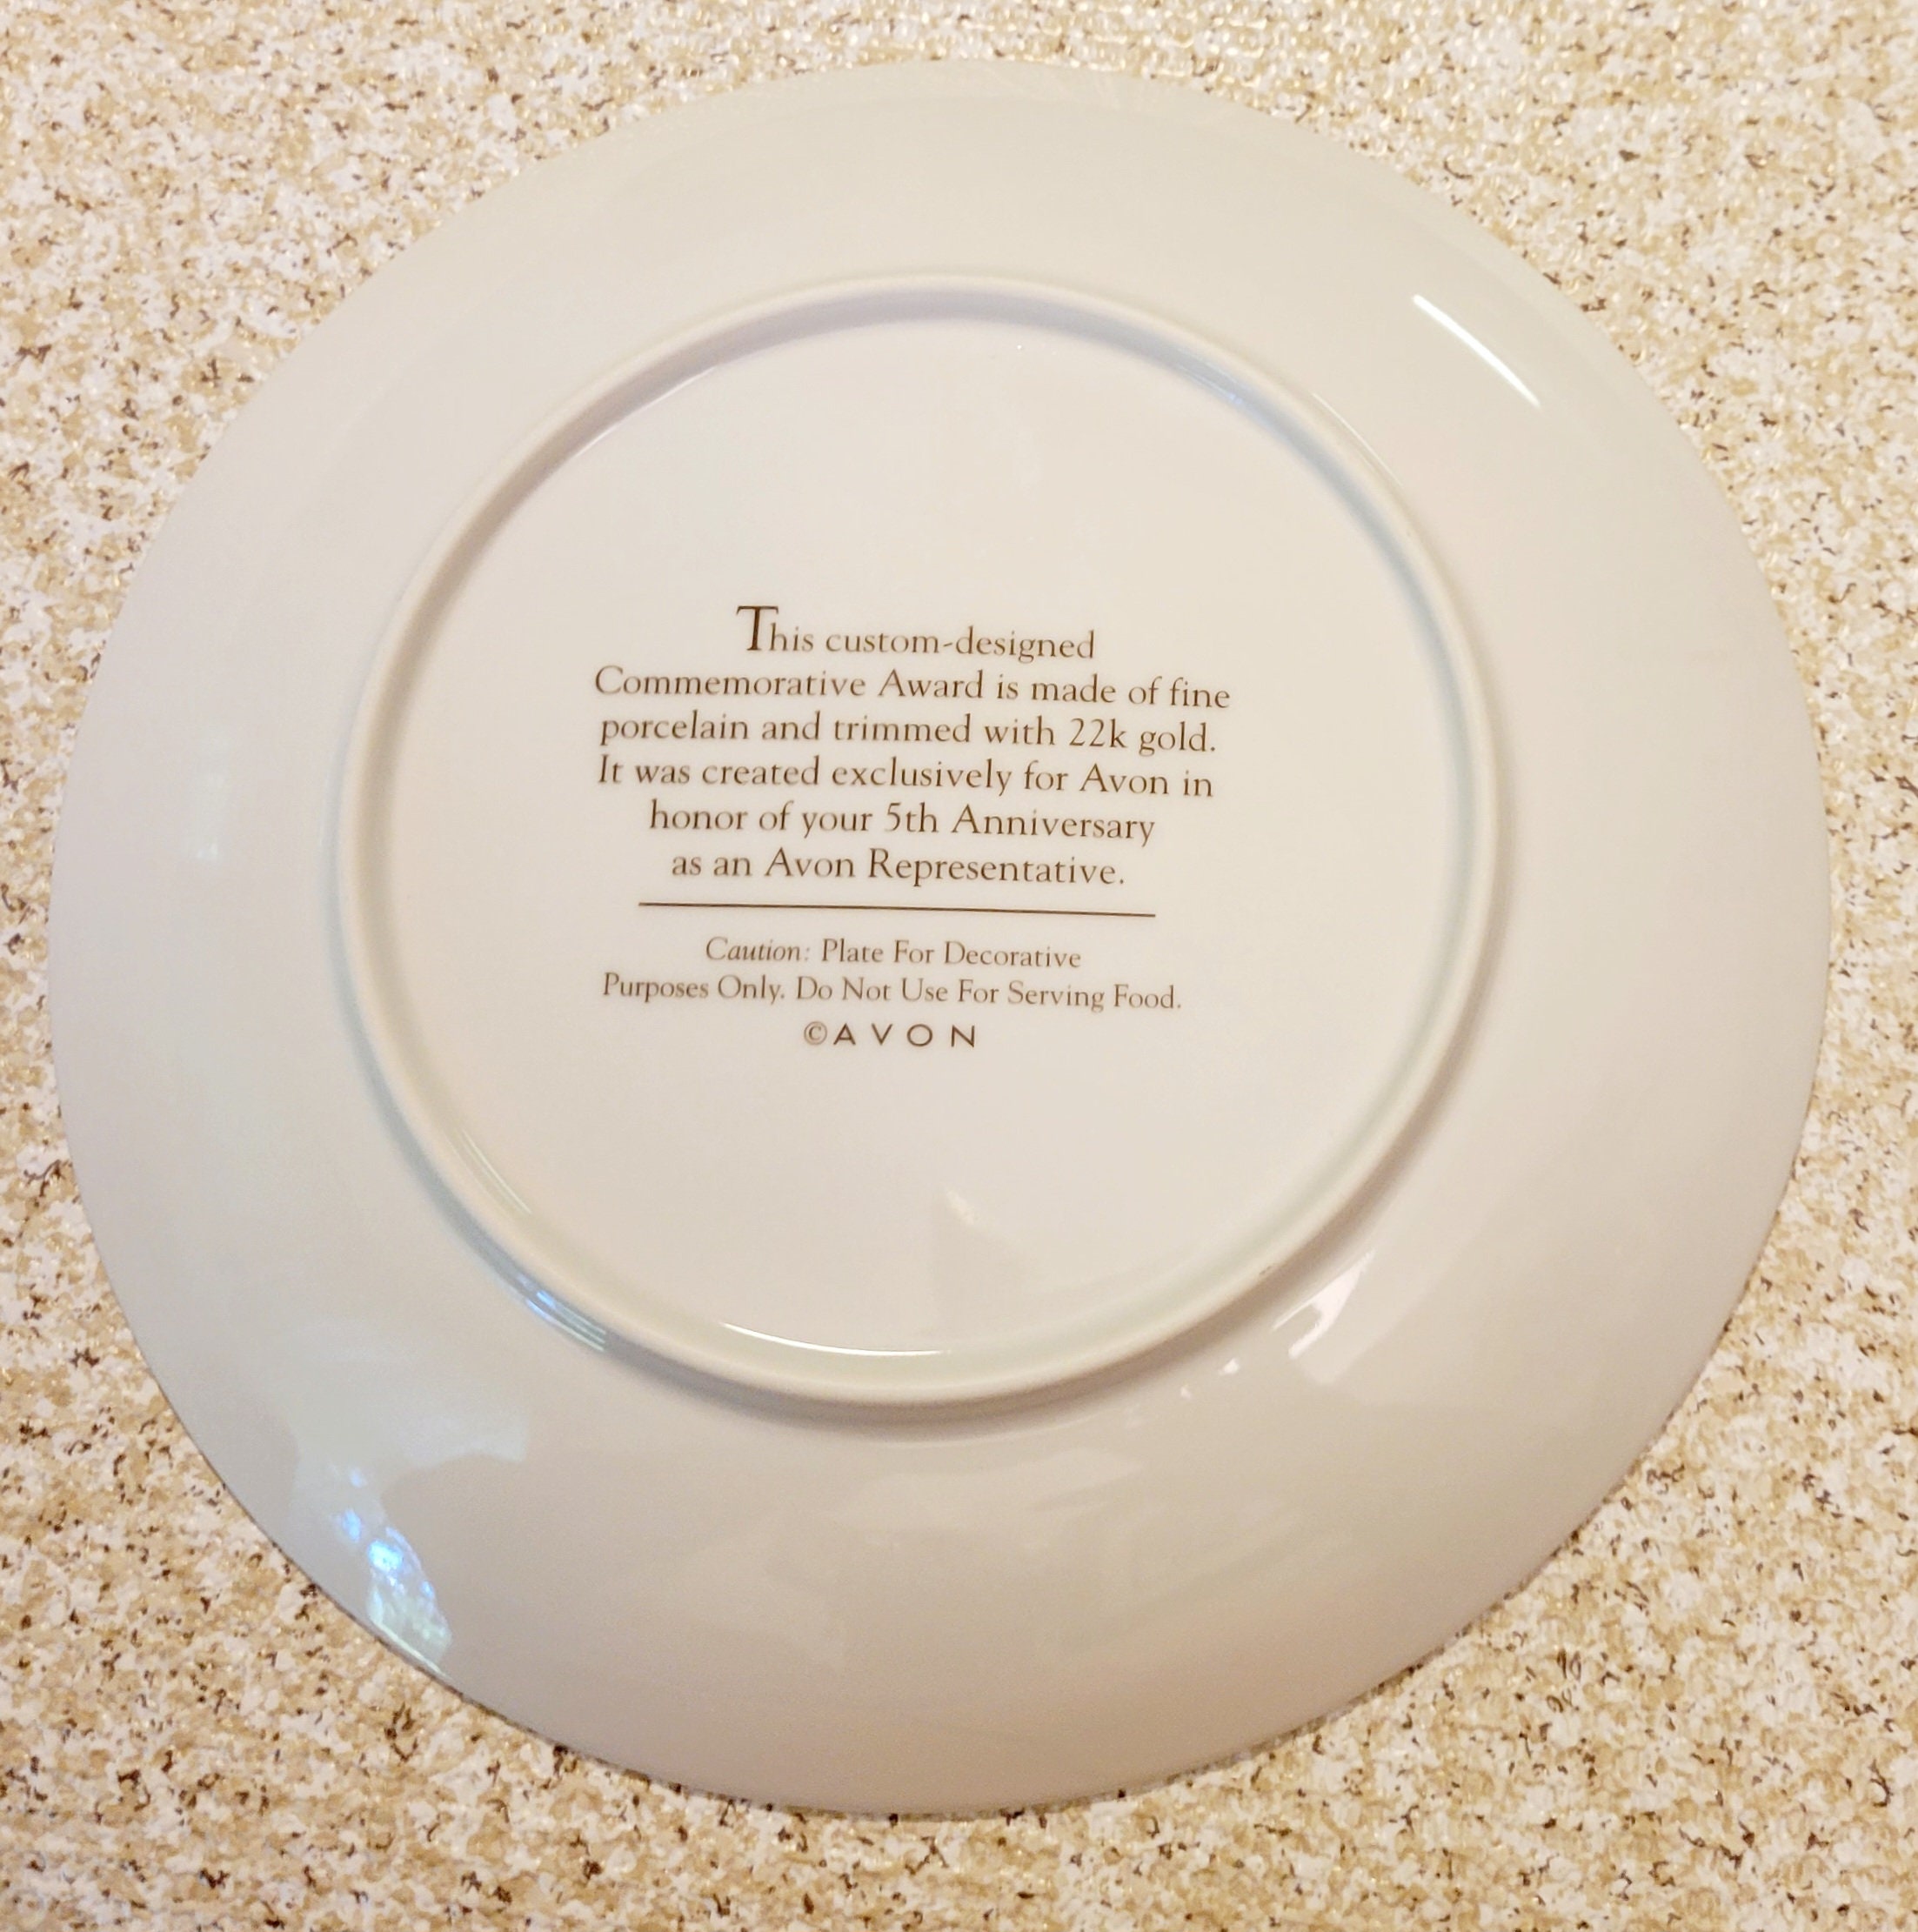 This custom-designed
Commemorative Award is made of fine
porcelain and trimmed with 22k gold.
It was created exclusively for Avon in
honor of your 5th Anniversary
as an Avon Representative.
Caution: Plate For Decorative
Purposes Only. Do Not Use For Serving Food.
©AVON